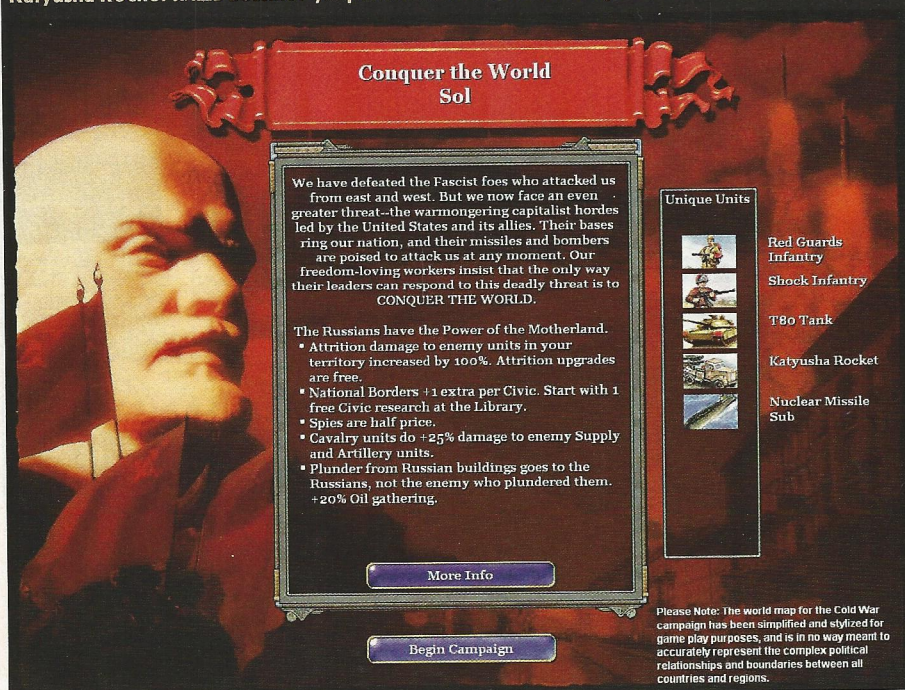 Conquer the World
Sol
We have defeated the Fascist foes who attacked us
from east and west. But we now face an even
greater threat--the warmongering capitalist hordes
led by the United States and its allies. Their bases
ring our nation, and their missiles and bombers
are poised to attack us at any moment. Our
freedom-loving workers insist that the only way
their leaders can respond to this deadly threat is to
CONQUER THE WORLD.
The Russians have the Power of the Motherland.
▪ Attrition damage to enemy units in your
territory increased by 100%. Attrition upgrades
are free.
▪ National Borders +1 extra per Civic. Start with 1
free Civic research at the Library.
▪ Spies are half price.
▪ Cavalry units do +25% damage to enemy Supply
and Artillery units.
▪ Plunder from Russian buildings goes to the
Russians, not the enemy who plundered them.
+20% Oil gathering.
More Info
Begin Campaign
Unique Units
Red Guards
Infantry
Shock Infantry
T80 Tank
Katyusha Rocket
Nuclear Missile
Sub
Please Note: The world map for the Cold War
campaign has been simplified and stylized for
game play purposes, and is in no way meant to
accurately represent the complex political
relationships and boundaries between all
countries and regions.